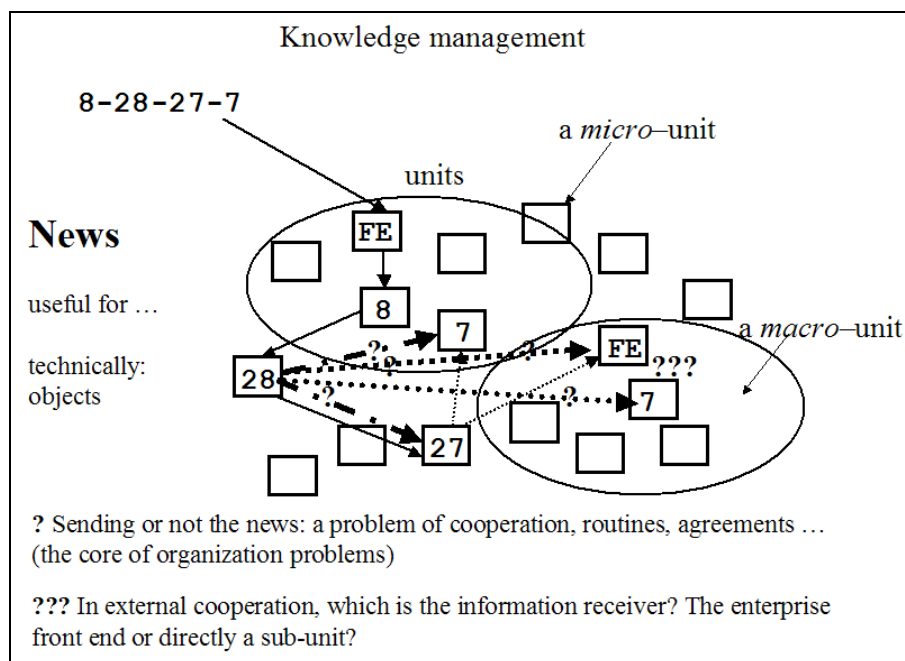 Knowledge management
8-28-27-7
a micro–unit
units
FE
News
8
useful for …
7
?
?
?
FE
a macro–unit
???
technically:
objects
28
?
?
7
27
? Sending or not the news: a problem of cooperation, routines, agreements …
(the core of organization problems)
??? In external cooperation, which is the information receiver? The enterprise
front end or directly a sub-unit?